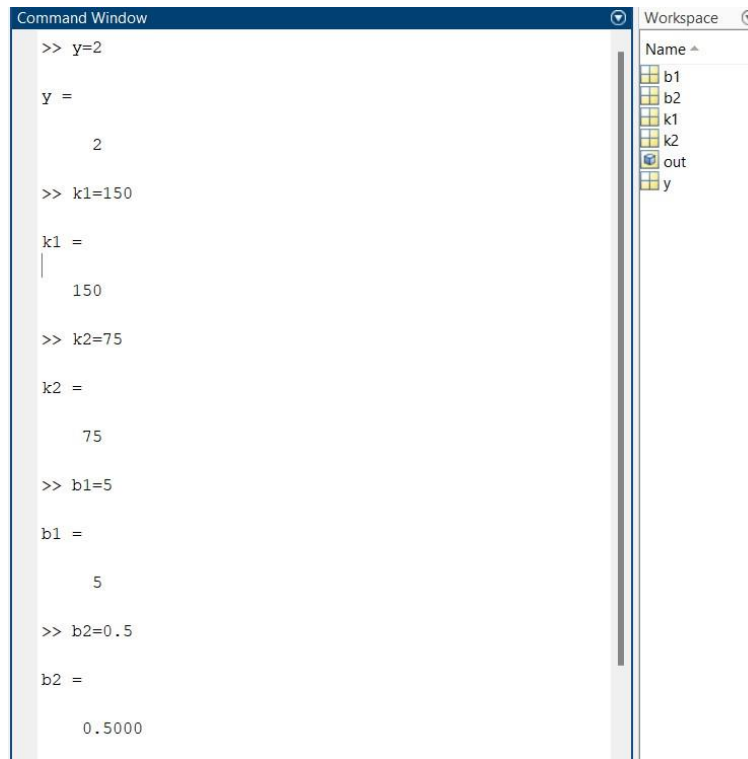 Command Window
>> y=2
y =
2
>> k1=150
k1 =
150
>> k2=75
k2 =
75
>> b1=5
b1 =
5
>> b2=0.5
b2 =
0.5000
Workspace
Name
b1
b2
k1
k2
out
y